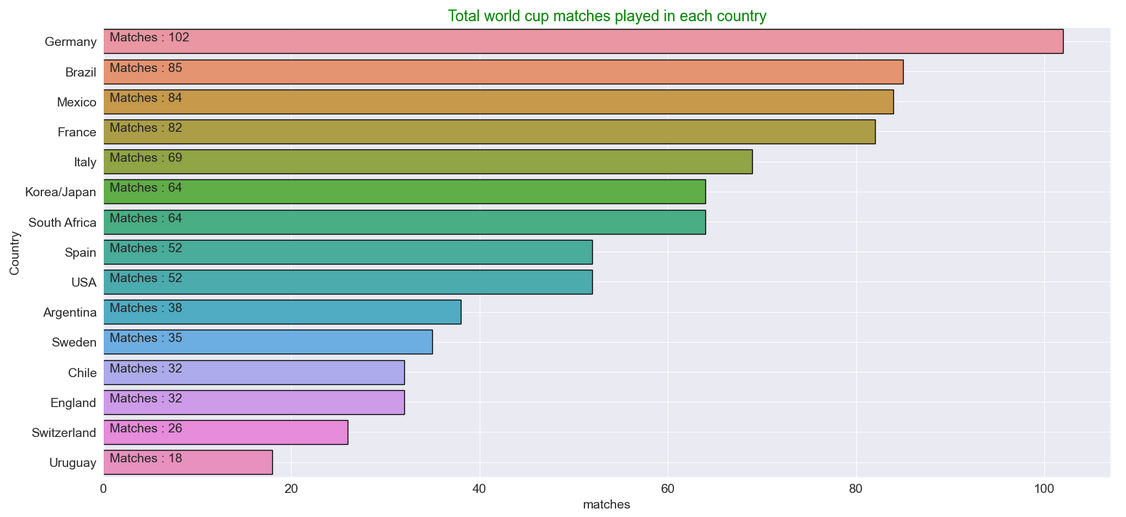 Total world cup matches played in each country
Country
Germany Matches : 102
Brazil Matches : 85
Mexico Matches : 84
France Matches : 82
Italy Matches : 69
Korea/Japan Matches : 64
South Africa Matches : 64
Spain Matches : 52
USA Matches : 52
Argentina Matches : 38
Sweden Matches : 35
Chile Matches : 32
England Matches : 32
Switzerland Matches : 26
Uruguay Matches : 18
0 20 40 60 80 100
matches